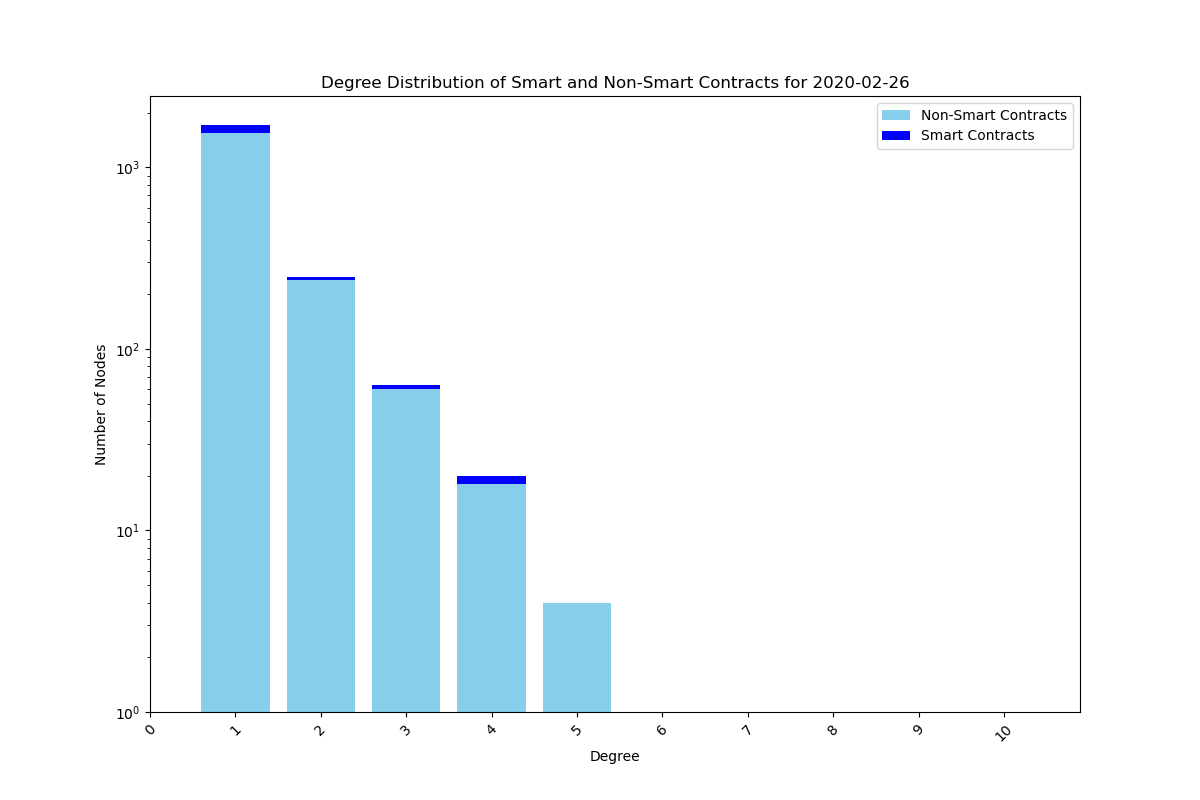 Degree Distribution of Smart and Non-Smart Contracts for 2020-02-26
Non-Smart Contracts
Smart Contracts
Number of Nodes
10³
10²
10¹
10⁰
0 1 2 3 4 5 6 7 8 9 10
Degree